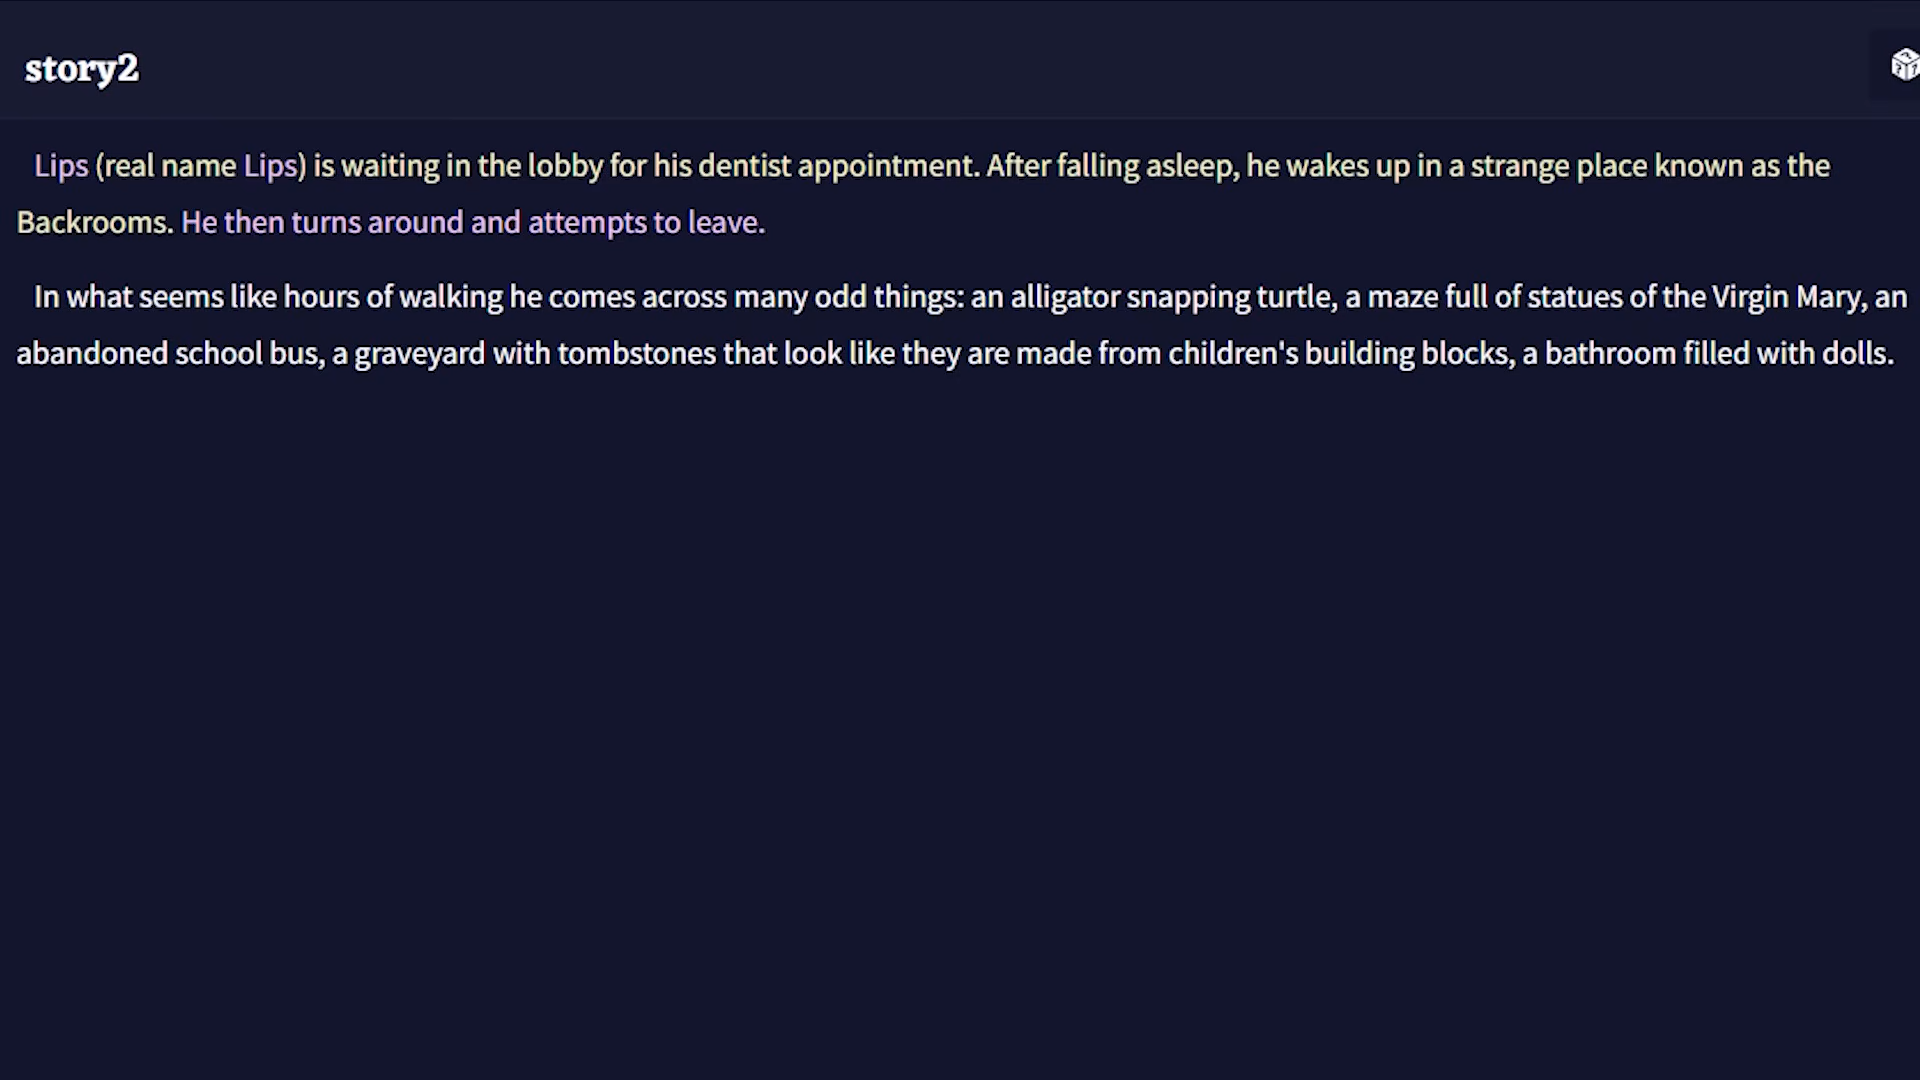 story2
Lips (real name Lips) is waiting in the lobby for his dentist appointment. After falling asleep, he wakes up in a strange place known as the
Backrooms. He then turns around and attempts to leave.
In what seems like hours of walking he comes across many odd things: an alligator snapping turtle, a maze full of statues of the Virgin Mary, an
abandoned school bus, a graveyard with tombstones that look like they are made from children's building blocks, a bathroom filled with dolls.